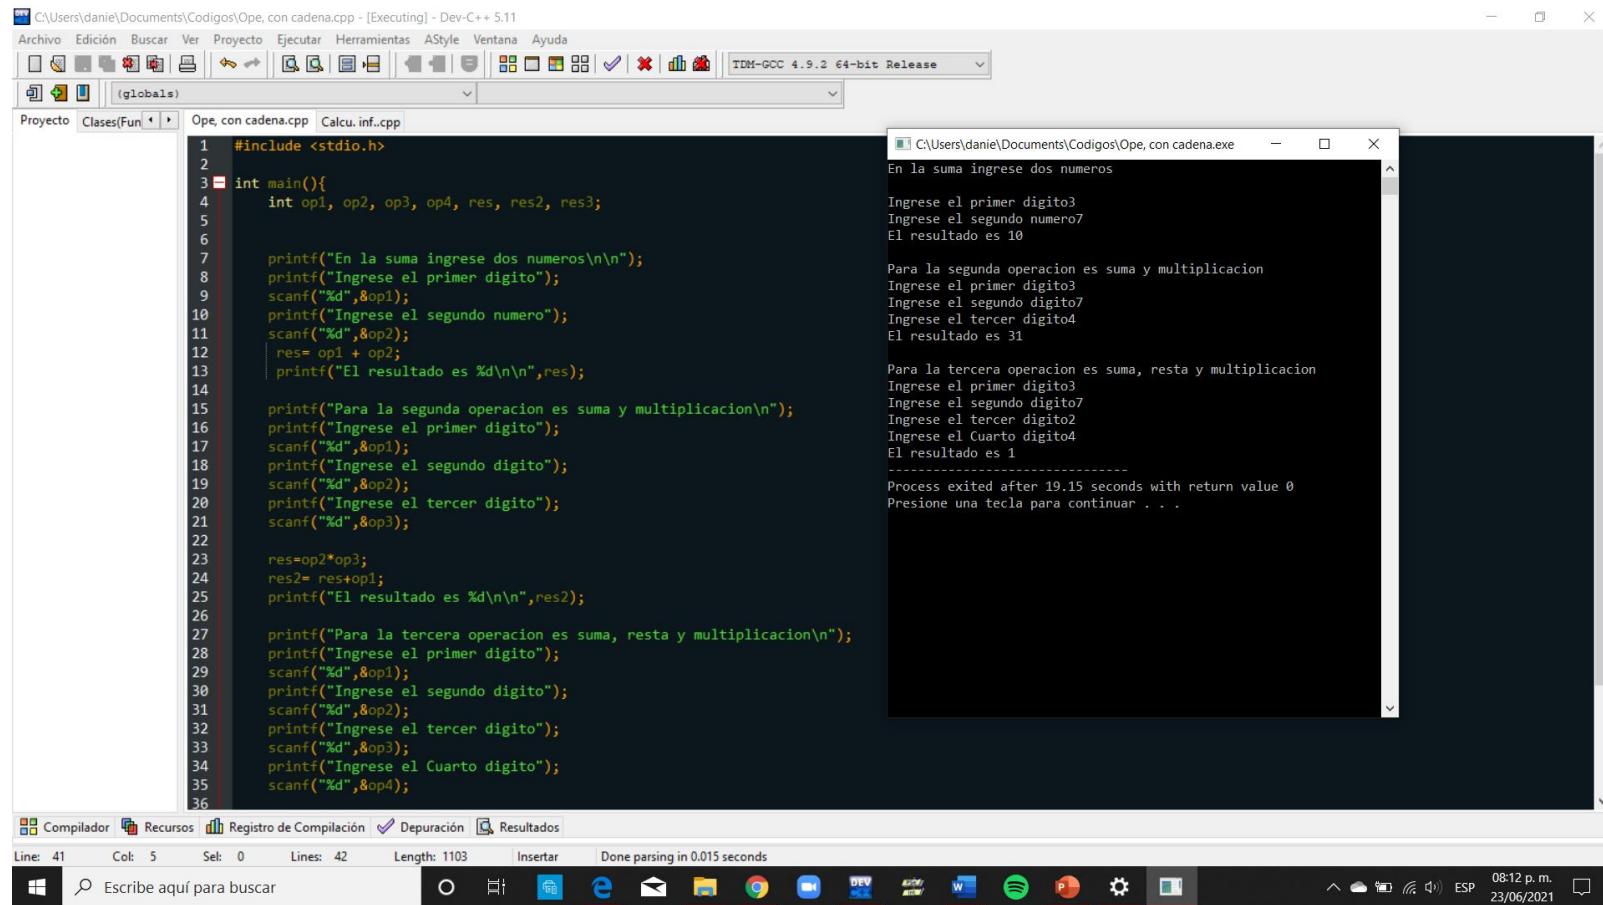 C:\Users\danie\Documents\Codigos\Ope, con cadena.cpp - [Executing] - Dev-C++ 5.11
Archivo Edición Buscar Ver Proyecto Ejecutar Herramientas AStyle Ventana Ayuda
TDM-GCC 4.9.2 64-bit Release
(globals)
Proyecto Clases(Fun
Ope, con cadena.cpp Calcu. inf..cpp
1 #include <stdio.h>
2
3 int main(){
4 int op1, op2, op3, op4, res, res2, res3;
5
6
7 printf("En la suma ingrese dos numeros\n\n");
8 printf("Ingrese el primer digito");
9 scanf("%d",&op1);
10 printf("Ingrese el segundo numero");
11 scanf("%d",&op2);
12 res= op1 + op2;
13 printf("El resultado es %d\n\n",res);
14
15 printf("Para la segunda operacion es suma y multiplicacion\n");
16 printf("Ingrese el primer digito");
17 scanf("%d",&op1);
18 printf("Ingrese el segundo digito");
19 scanf("%d",&op2);
20 printf("Ingrese el tercer digito");
21 scanf("%d",&op3);
22
23 res=op2*op3;
24 res2= res+op1;
25 printf("El resultado es %d\n\n",res2);
26
27 printf("Para la tercera operacion es suma, resta y multiplicacion\n");
28 printf("Ingrese el primer digito");
29 scanf("%d",&op1);
30 printf("Ingrese el segundo digito");
31 scanf("%d",&op2);
32 printf("Ingrese el tercer digito");
33 scanf("%d",&op3);
34 printf("Ingrese el Cuarto digito");
35 scanf("%d",&op4);
36
C:\Users\danie\Documents\Codigos\Ope, con cadena.exe
En la suma ingrese dos numeros
Ingrese el primer digito3
Ingrese el segundo numero7
El resultado es 10
Para la segunda operacion es suma y multiplicacion
Ingrese el primer digito3
Ingrese el segundo digito7
Ingrese el tercer digito4
El resultado es 31
Para la tercera operacion es suma, resta y multiplicacion
Ingrese el primer digito3
Ingrese el segundo digito7
Ingrese el tercer digito2
Ingrese el Cuarto digito4
El resultado es 1
--------------------------------
Process exited after 19.15 seconds with return value 0
Presione una tecla para continuar . . .
Compilador Recursos Registro de Compilación Depuración Resultados
Line: 41 Col: 5 Sel: 0 Lines: 42 Length: 1103 Insertar Done parsing in 0.015 seconds
Escribe aquí para buscar
DEV
W
P
ESP
08:12 p. m.
23/06/2021